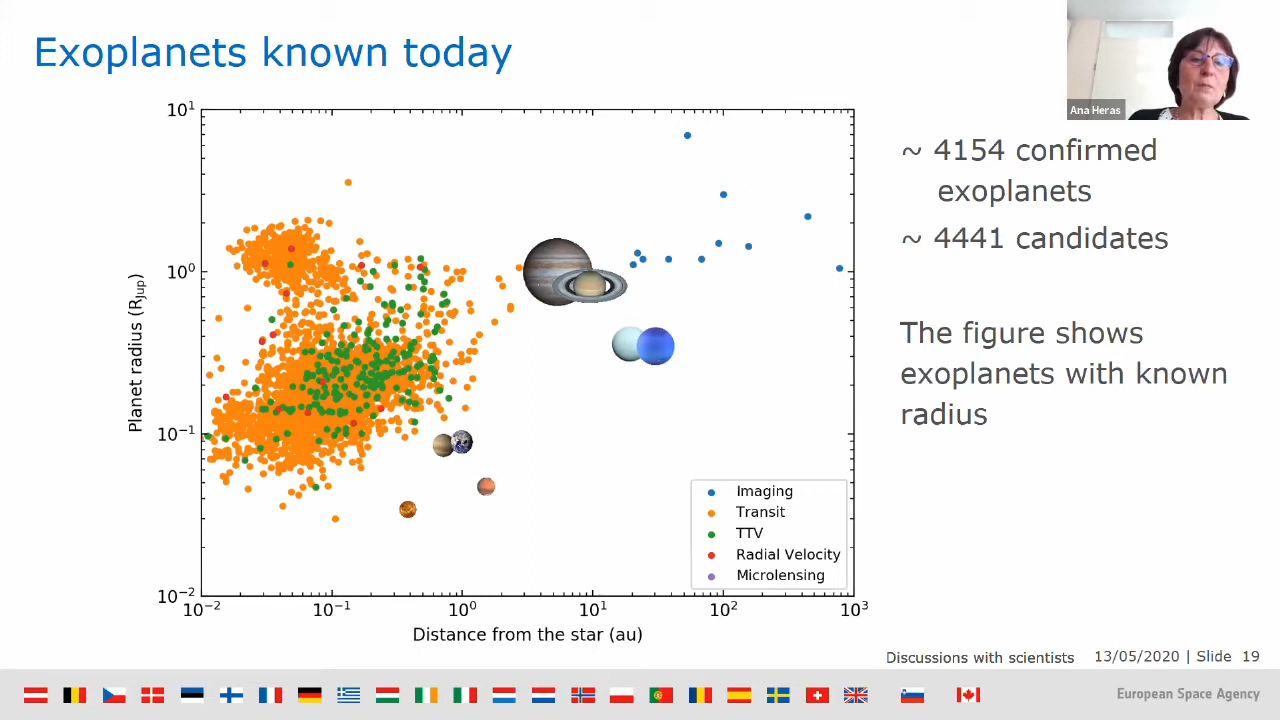 Exoplanets known today
Ana Heras
~ 4154 confirmed
exoplanets
~ 4441 candidates
The figure shows
exoplanets with known
radius
10¹
10⁰
10⁻¹
10⁻²
Planet radius (R_Jup)
Imaging
Transit
TTV
Radial Velocity
Microlensing
10⁻² 10⁻¹ 10⁰ 10¹ 10² 10³
Distance from the star (au)
Discussions with scientists 13/05/2020 | Slide 19
European Space Agency